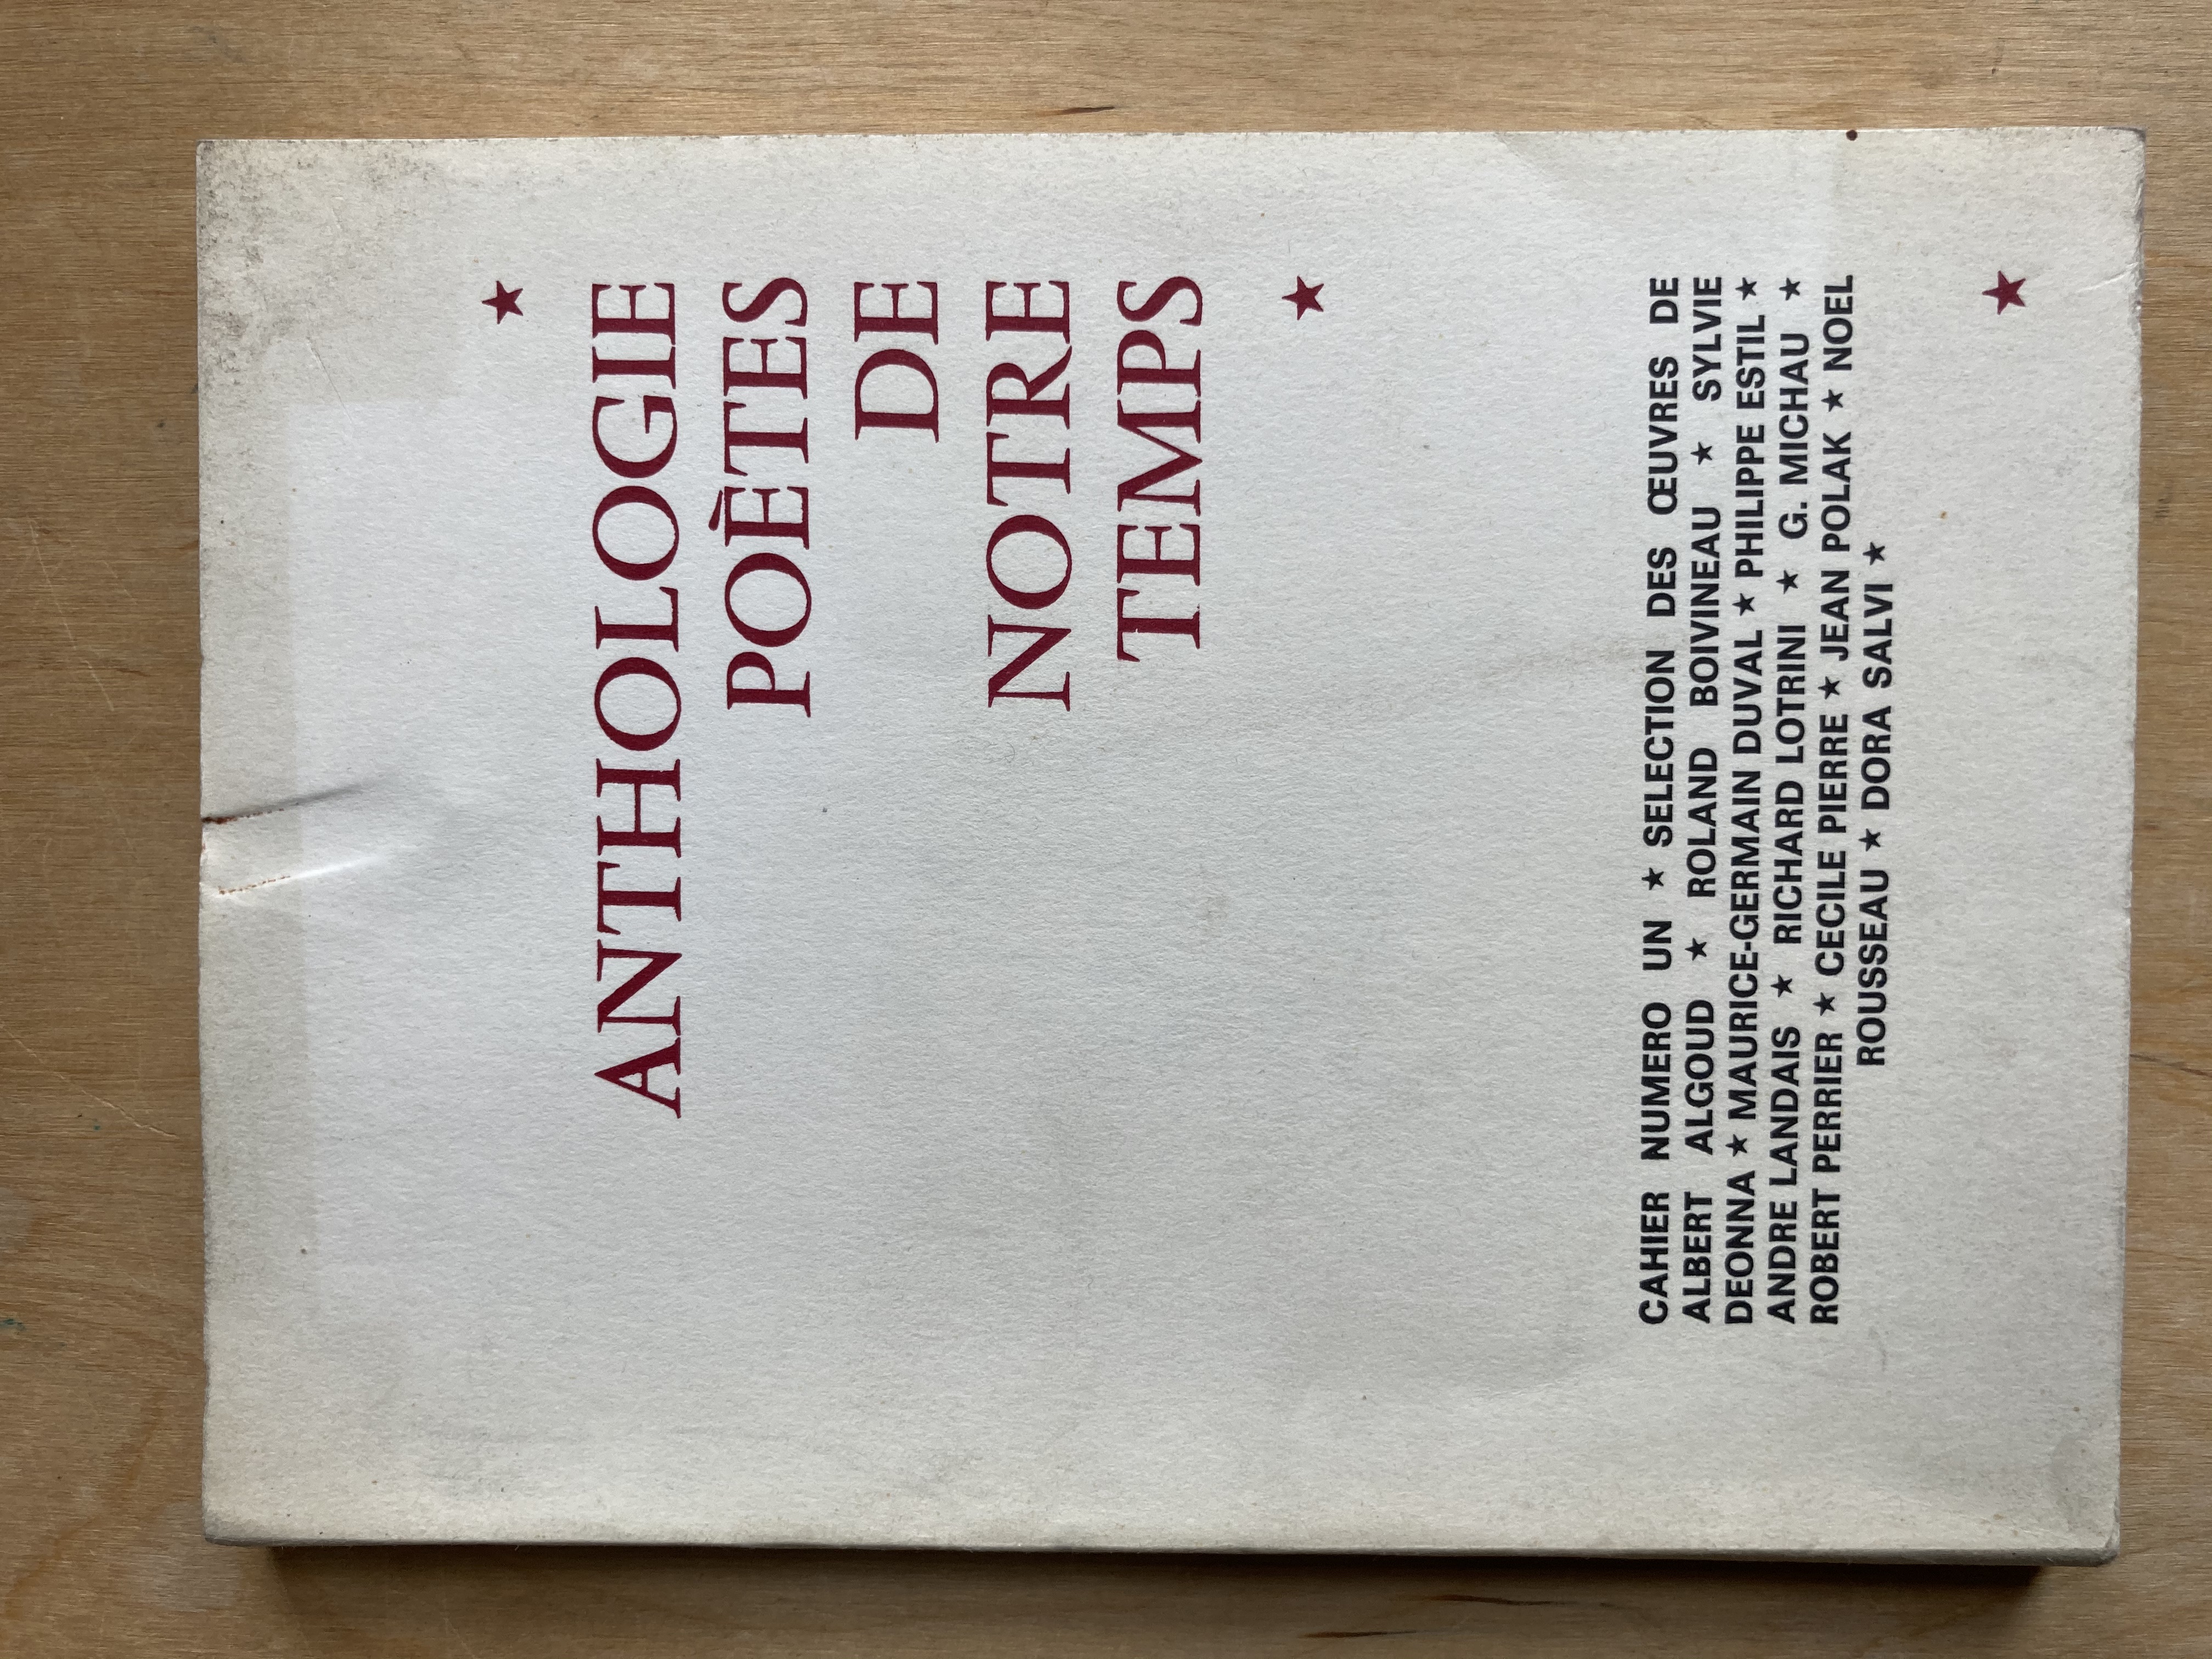 ★
ANTHOLOGIE
POÈTES
DE
NOTRE
TEMPS
★
CAHIER NUMERO UN ★ SELECTION DES ŒUVRES DE
ALBERT ALGOUD ★ ROLAND BOIVINEAU ★ SYLVIE
DEONNA ★ MAURICE-GERMAIN DUVAL ★ PHILIPPE ESTIL ★
ANDRE LANDAIS ★ RICHARD LOTRINI ★ G. MICHAU ★
ROBERT PERRIER ★ CECILE PIERRE ★ JEAN POLAK ★ NOEL
ROUSSEAU ★ DORA SALVI ★
★